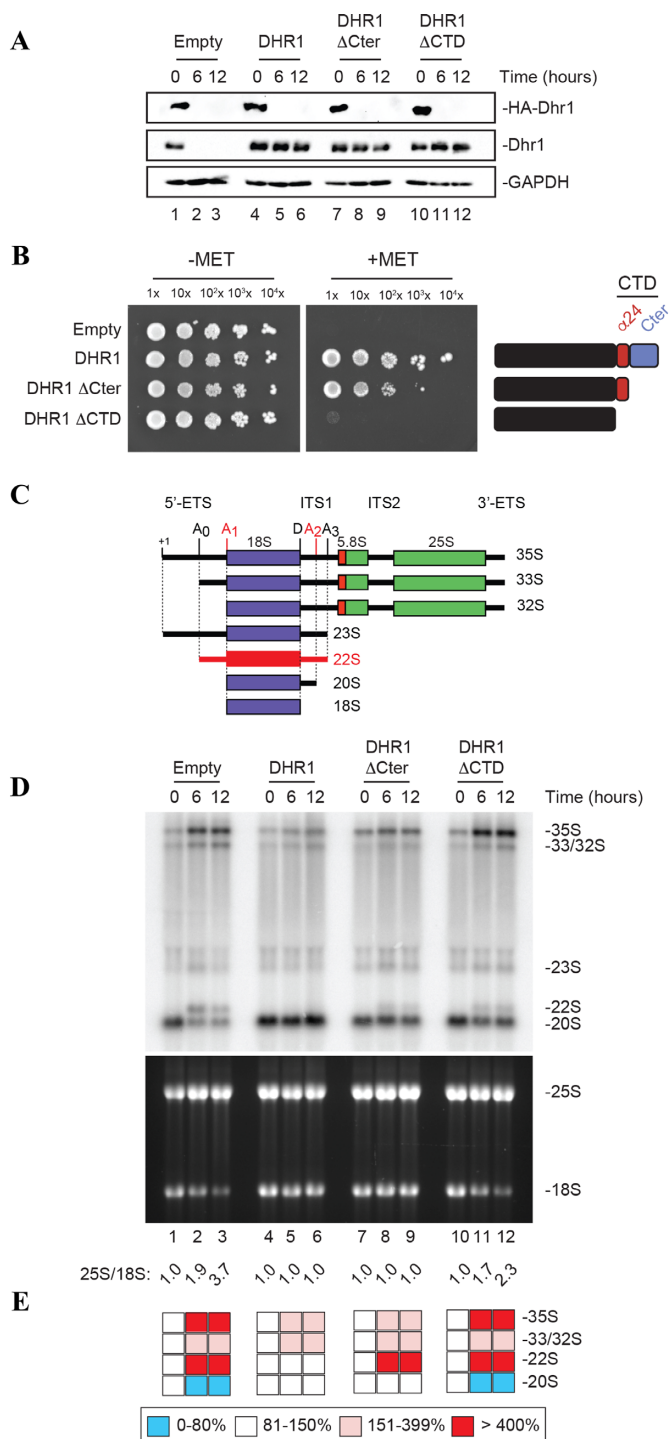 A
Empty DHR1 DHR1 ΔCter DHR1 ΔCTD
0 6 12 0 6 12 0 6 12 0 6 12 Time (hours)
-HA-Dhr1
-Dhr1
-GAPDH
1 2 3 4 5 6 7 8 9 10 11 12
B
-MET +MET
1x 10x 10²x 10³x 10⁴x 1x 10x 10²x 10³x 10⁴x
CTD
α24 Cter
Empty
DHR1
DHR1 ΔCter
DHR1 ΔCTD
C
5'-ETS ITS1 ITS2 3'-ETS
+1 A0 A1 18S D A2 A3 5.8S 25S
35S
33S
32S
23S
22S
20S
18S
D
Empty DHR1 DHR1 ΔCter DHR1 ΔCTD
0 6 12 0 6 12 0 6 12 0 6 12 Time (hours)
-35S
-33/32S
-23S
-22S
-20S
-25S
-18S
1 2 3 4 5 6 7 8 9 10 11 12
25S/18S: 1.0 1.9 3.7 1.0 1.0 1.0 1.0 1.0 1.0 1.0 1.7 2.3
E
-35S
-33/32S
-22S
-20S
0-80% 81-150% 151-399% > 400%